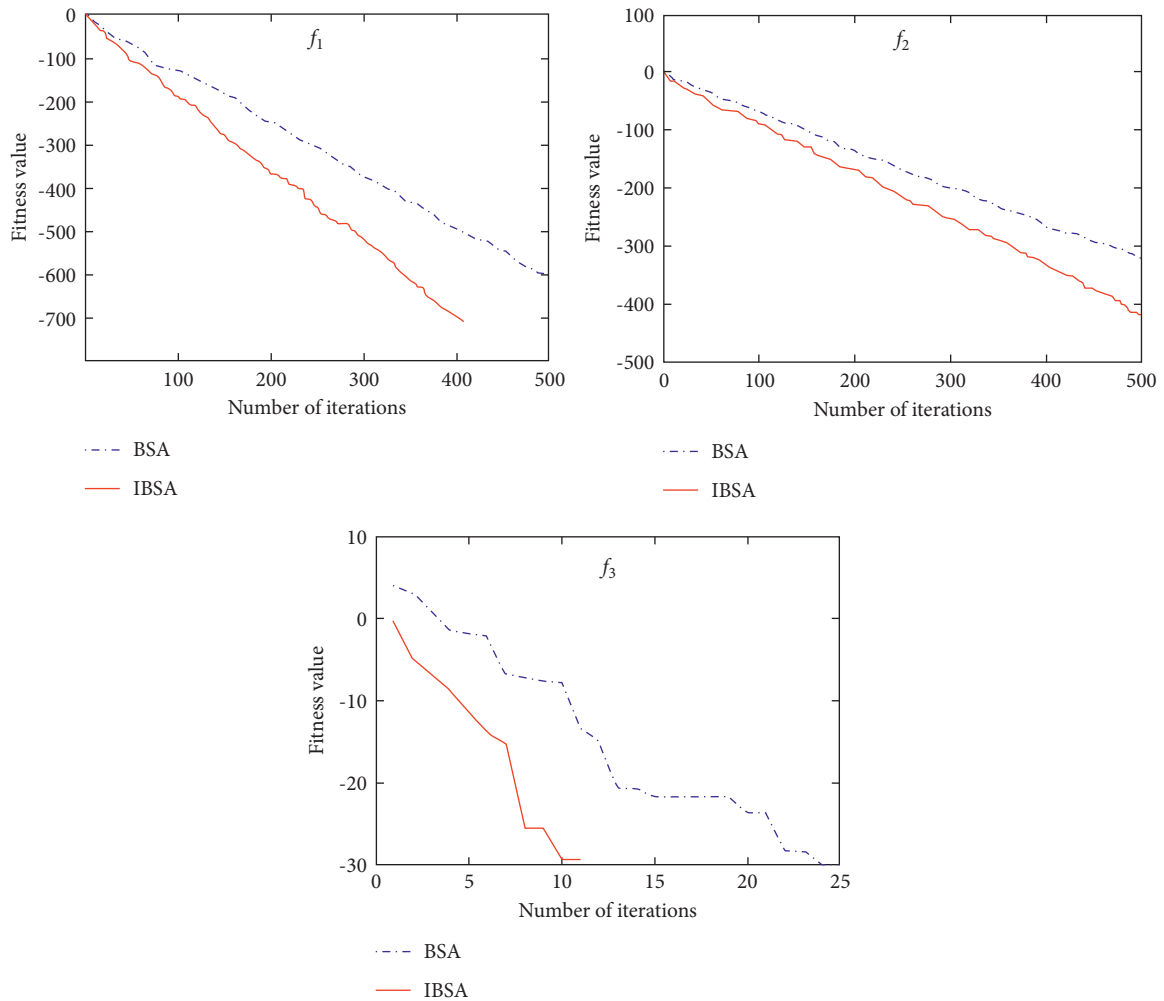 f1
0
-100
-200
-300
-400
-500
-600
-700
Fitness value
100 200 300 400 500
Number of iterations
BSA
IBSA
f2
100
0
-100
-200
-300
-400
-500
Fitness value
0 100 200 300 400 500
Number of iterations
BSA
IBSA
f3
10
0
-10
-20
-30
Fitness value
0 5 10 15 20 25
Number of iterations
BSA
IBSA